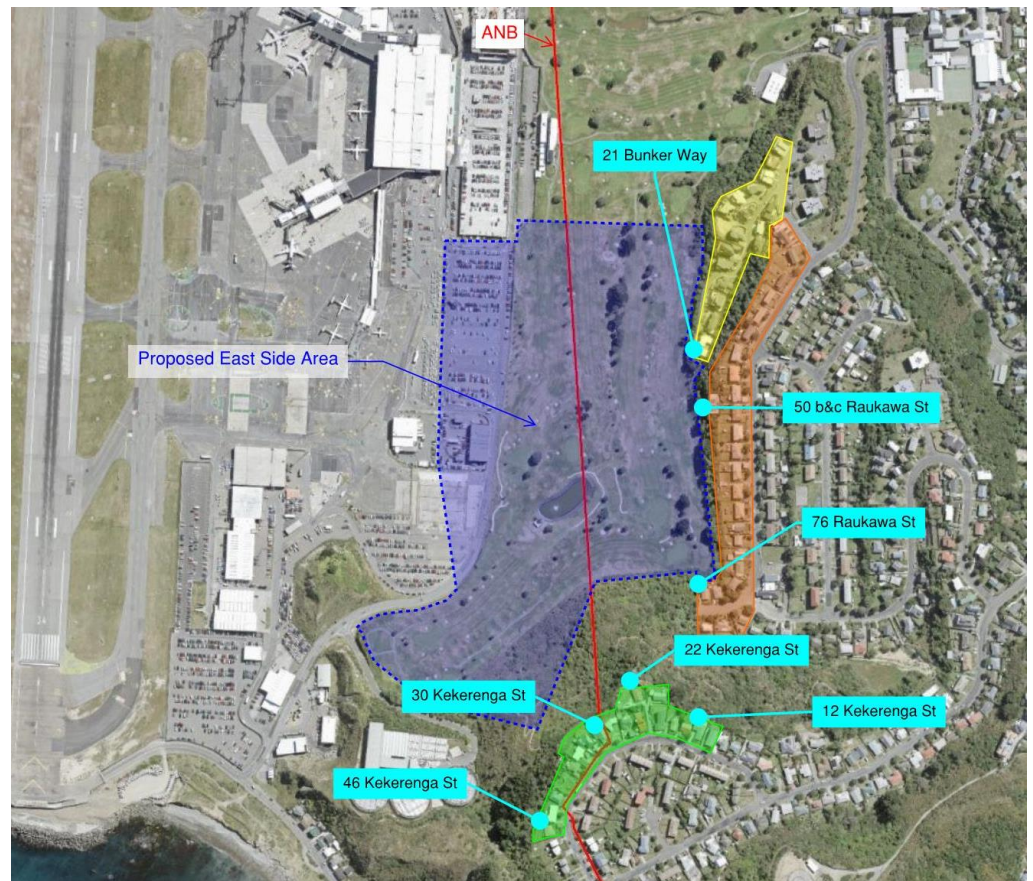 ANB
21 Bunker Way
Proposed East Side Area
50 b&c Raukawa St
76 Raukawa St
22 Kekerenga St
30 Kekerenga St
12 Kekerenga St
46 Kekerenga St
34